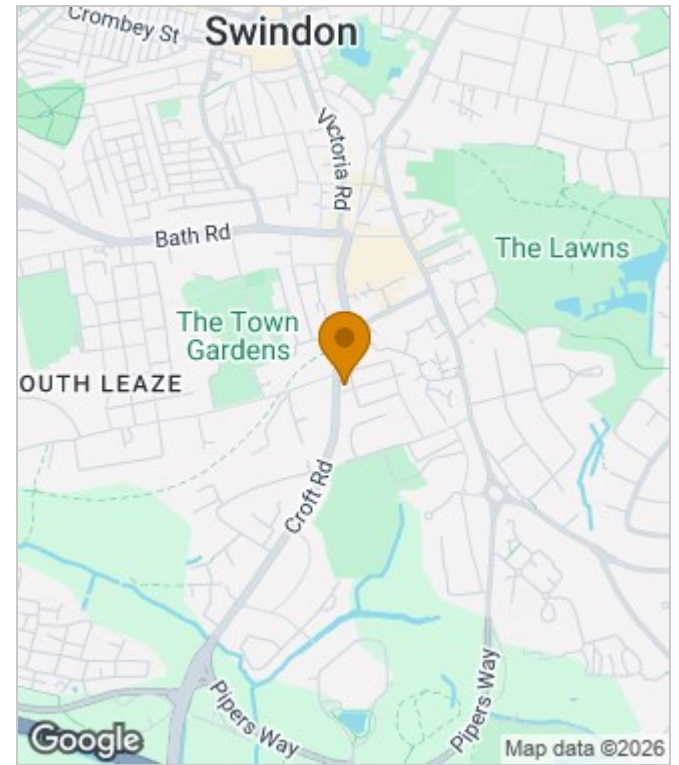 Crombey St
Swindon
Victoria Rd
Bath Rd
The Lawns
The Town
Gardens
OUTH LEAZE
Croft Rd
Pipers Way
Pipers Way
Google
Map data ©2026